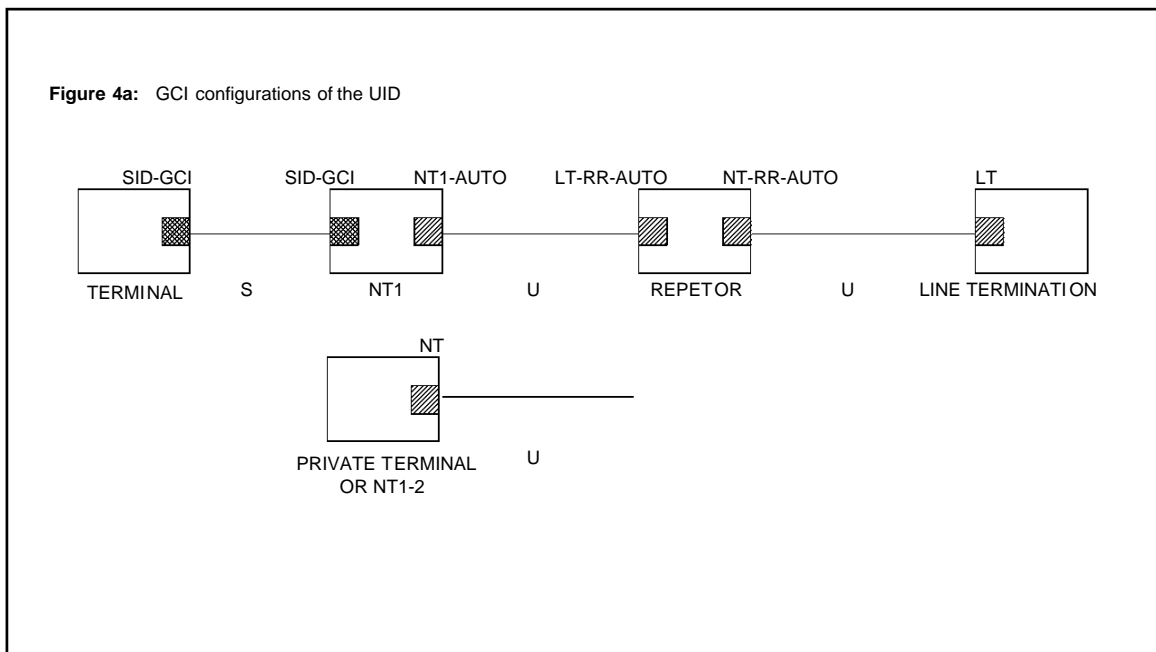 Figure 4a: GCI configurations of the UID
SID-GCI SID-GCI NT1-AUTO LT-RR-AUTO NT-RR-AUTO LT
TERMINAL S NT1 U REPETOR U LINE TERMINATION
NT
PRIVATE TERMINAL U
OR NT1-2